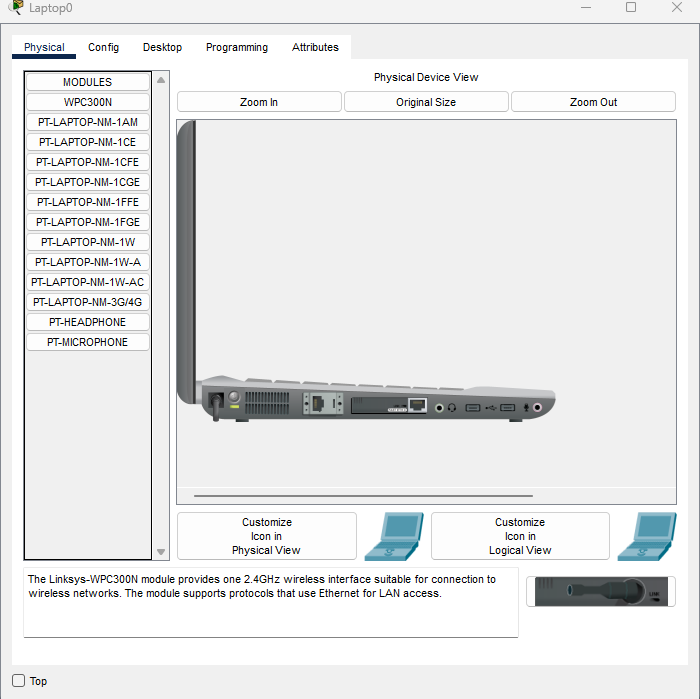 Laptop0
Physical
Config
Desktop
Programming
Attributes
MODULES
WPC300N
PT-LAPTOP-NM-1AM
PT-LAPTOP-NM-1CE
PT-LAPTOP-NM-1CFE
PT-LAPTOP-NM-1CGE
PT-LAPTOP-NM-1FFE
PT-LAPTOP-NM-1FGE
PT-LAPTOP-NM-1W
PT-LAPTOP-NM-1W-A
PT-LAPTOP-NM-1W-AC
PT-LAPTOP-NM-3G/4G
PT-HEADPHONE
PT-MICROPHONE
Physical Device View
Zoom In
Original Size
Zoom Out
Customize
Icon in
Physical View
Customize
Icon in
Logical View
The Linksys-WPC300N module provides one 2.4GHz wireless interface suitable for connection to
wireless networks. The module supports protocols that use Ethernet for LAN access.
LINK
Top